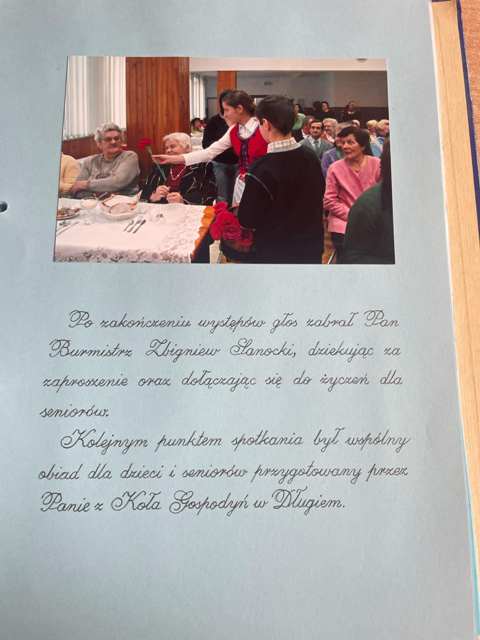 Po zakończeniu występów głos zabrał Pan
Burmistrz Zbigniew Sanocki, dziekując za
zaproszenie oraz dołączając się do życzeń dla
seniorów.
Kolejnym punktem spotkania był wspólny
obiad dla dzieci i seniorów przygotowany przez
Panie z Koła Gospodyń w Długiem.